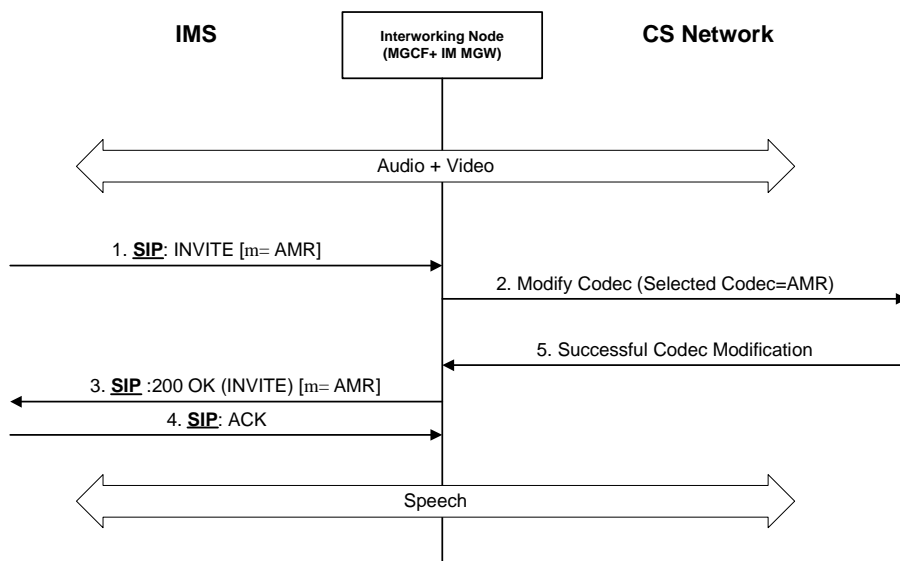 IMS
Interworking Node
(MGCF+ IM MGW)
CS Network
Audio + Video
1. SIP: INVITE [m= AMR]
2. Modify Codec (Selected Codec=AMR)
5. Successful Codec Modification
3. SIP :200 OK (INVITE) [m= AMR]
4. SIP: ACK
Speech